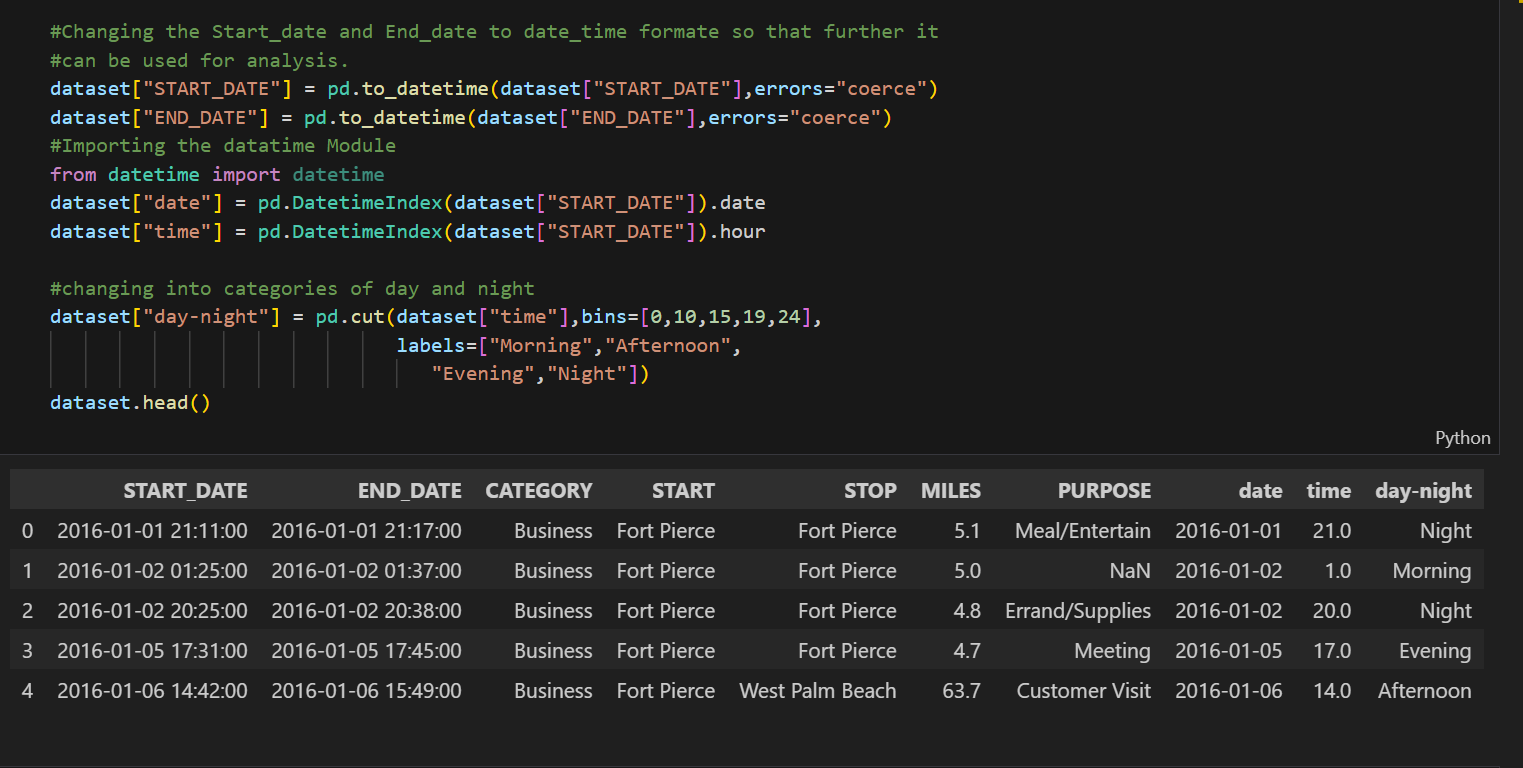 #Changing the Start_date and End_date to date_time formate so that further it
#can be used for analysis.
dataset["START_DATE"] = pd.to_datetime(dataset["START_DATE"],errors="coerce")
dataset["END_DATE"] = pd.to_datetime(dataset["END_DATE"],errors="coerce")
#Importing the datatime Module
from datetime import datetime
dataset["date"] = pd.DatetimeIndex(dataset["START_DATE"]).date
dataset["time"] = pd.DatetimeIndex(dataset["START_DATE"]).hour
#changing into categories of day and night
dataset["day-night"] = pd.cut(dataset["time"],bins=[0,10,15,19,24],
labels=["Morning","Afternoon",
"Evening","Night"])
dataset.head()
Python
START_DATE END_DATE CATEGORY START STOP MILES PURPOSE date time day-night
0 2016-01-01 21:11:00 2016-01-01 21:17:00 Business Fort Pierce Fort Pierce 5.1 Meal/Entertain 2016-01-01 21.0 Night
1 2016-01-02 01:25:00 2016-01-02 01:37:00 Business Fort Pierce Fort Pierce 5.0 NaN 2016-01-02 1.0 Morning
2 2016-01-02 20:25:00 2016-01-02 20:38:00 Business Fort Pierce Fort Pierce 4.8 Errand/Supplies 2016-01-02 20.0 Night
3 2016-01-05 17:31:00 2016-01-05 17:45:00 Business Fort Pierce Fort Pierce 4.7 Meeting 2016-01-05 17.0 Evening
4 2016-01-06 14:42:00 2016-01-06 15:49:00 Business Fort Pierce West Palm Beach 63.7 Customer Visit 2016-01-06 14.0 Afternoon